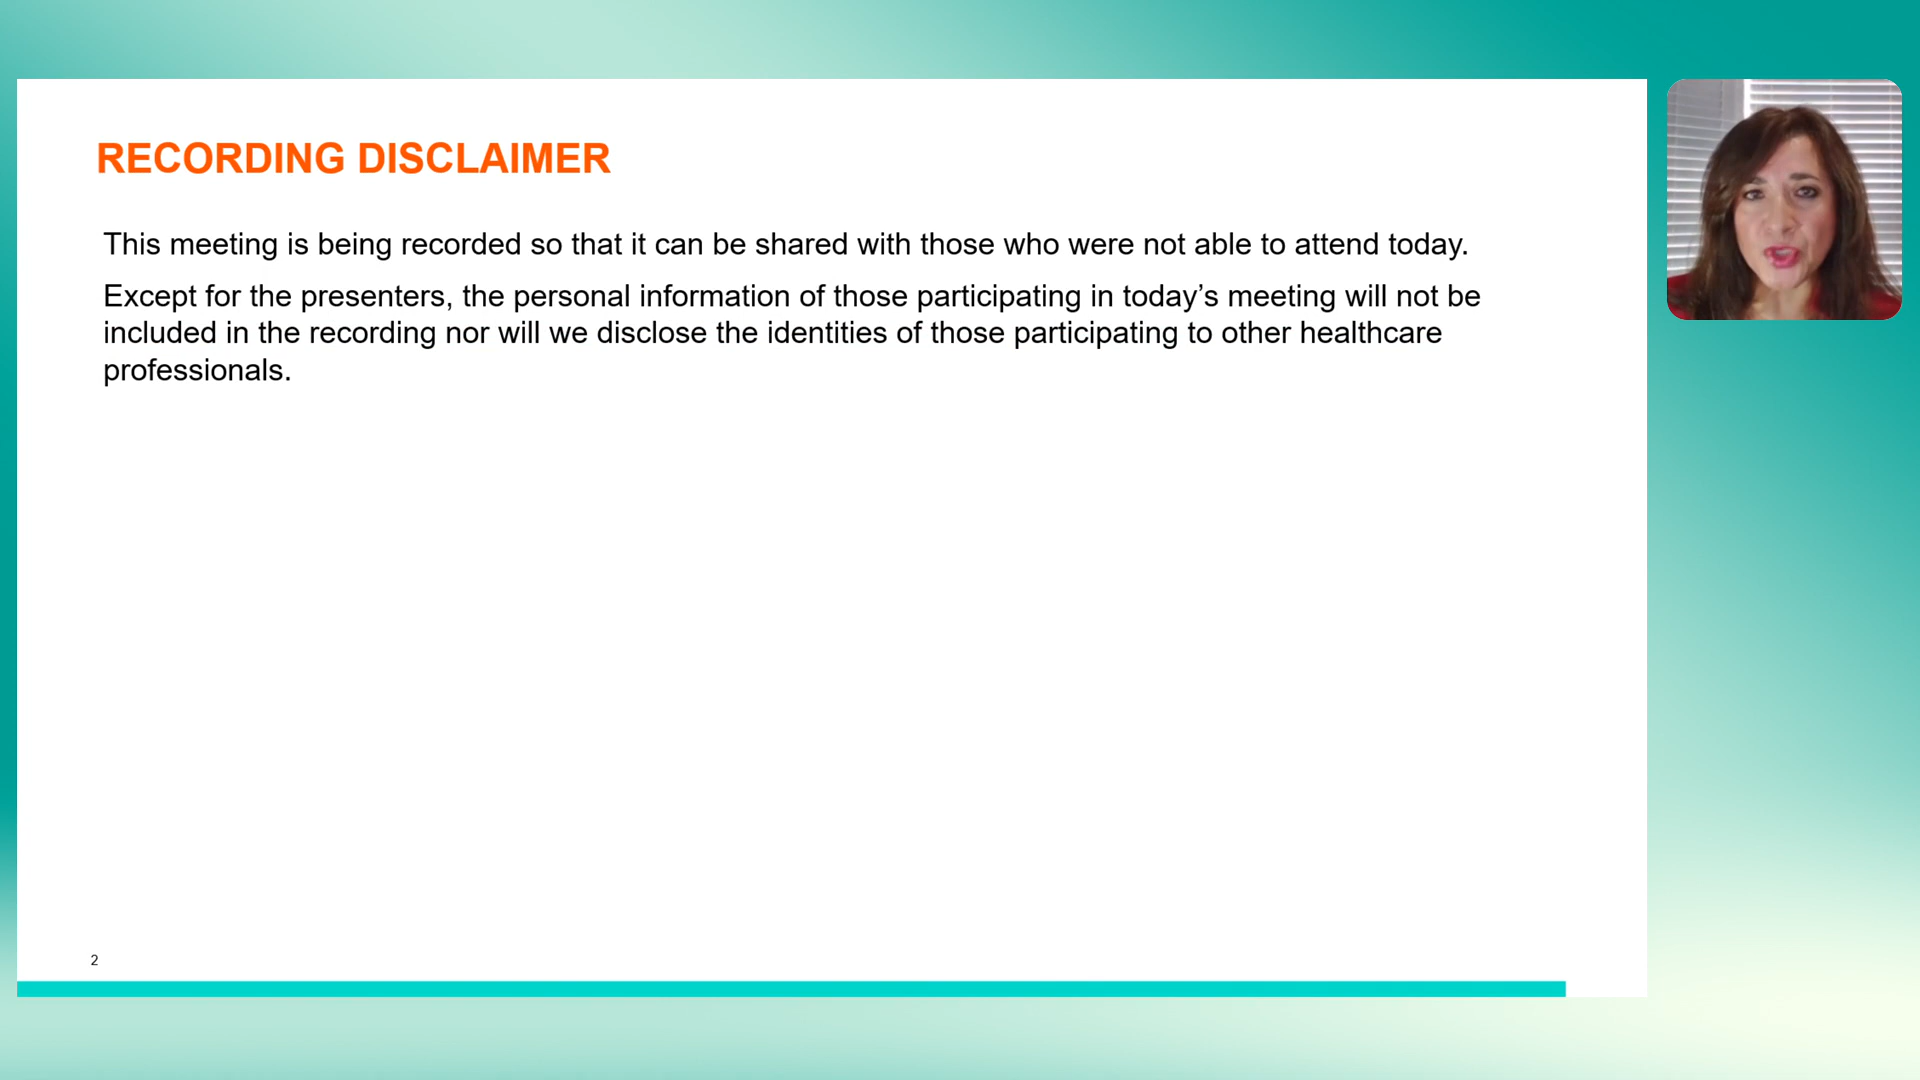 RECORDING DISCLAIMER
This meeting is being recorded so that it can be shared with those who were not able to attend today.
Except for the presenters, the personal information of those participating in today’s meeting will not be
included in the recording nor will we disclose the identities of those participating to other healthcare
professionals.
2